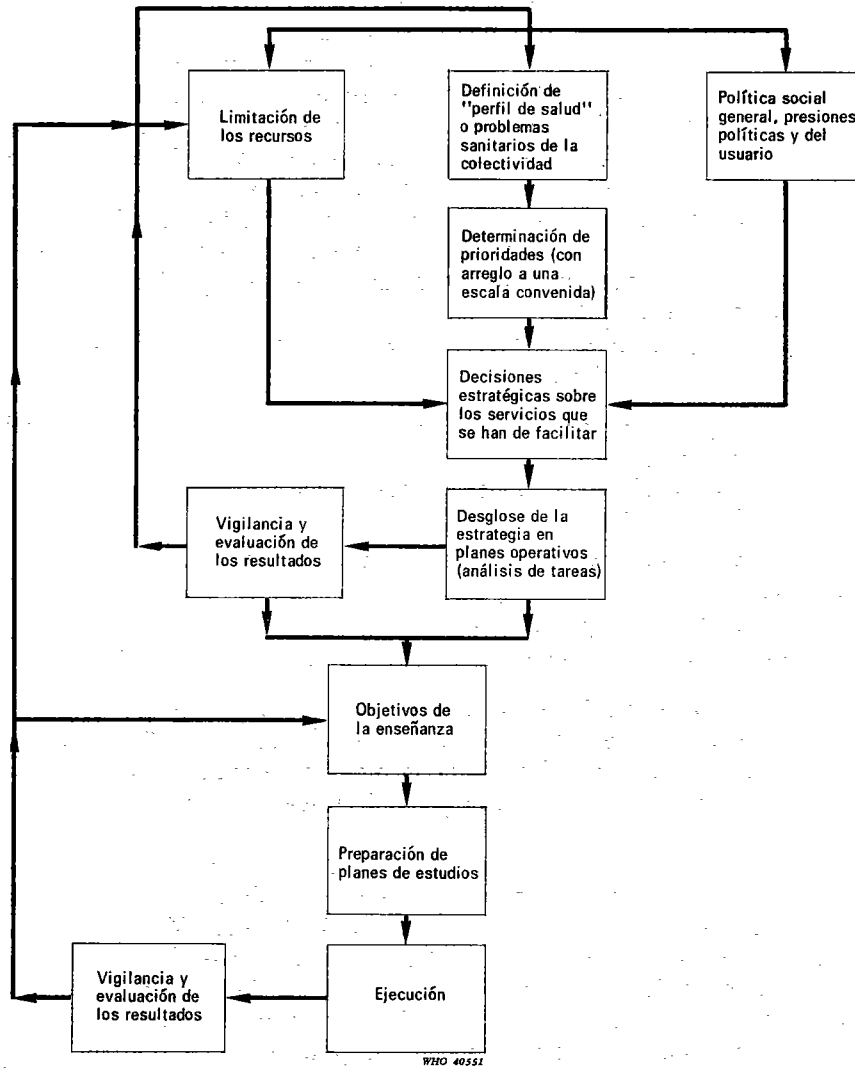 Limitación de
los recursos
Definición de
"perfil de salud"
o problemas
sanitarios de la
colectividad
Política social
general, presiones
políticas y del
usuario
Determinación de
prioridades (con
arreglo a una
escala convenida)
Decisiones
estratégicas sobre
los servicios que
se han de facilitar
Vigilancia y
evaluación de
los resultados
Desglose de la
estrategia en
planes operativos
(análisis de tareas)
Objetivos de
la enseñanza
Preparación de
planes de estudios
Vigilancia y
evaluación de
los resultados
Ejecución
WHO 40551